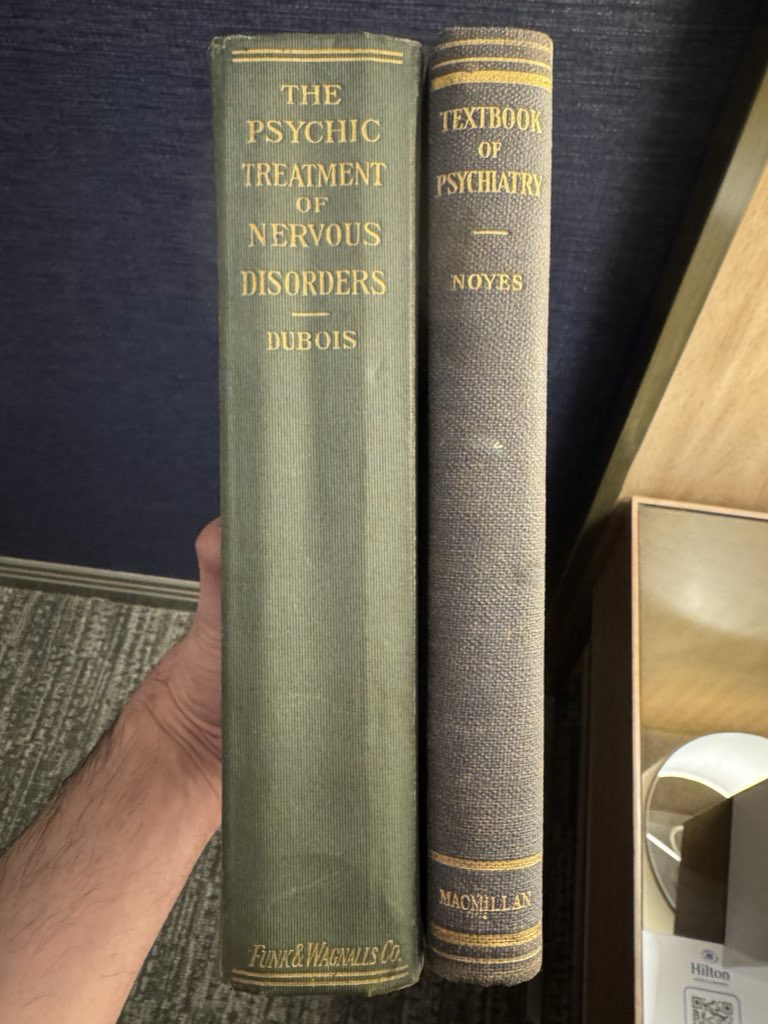 THE
PSYCHIC
TREATMENT
OF
NERVOUS
DISORDERS
DUBOIS
FUNK & WAGNALLS CO.
TEXTBOOK
OF
PSYCHIATRY
NOYES
MACMILLAN
Hilton